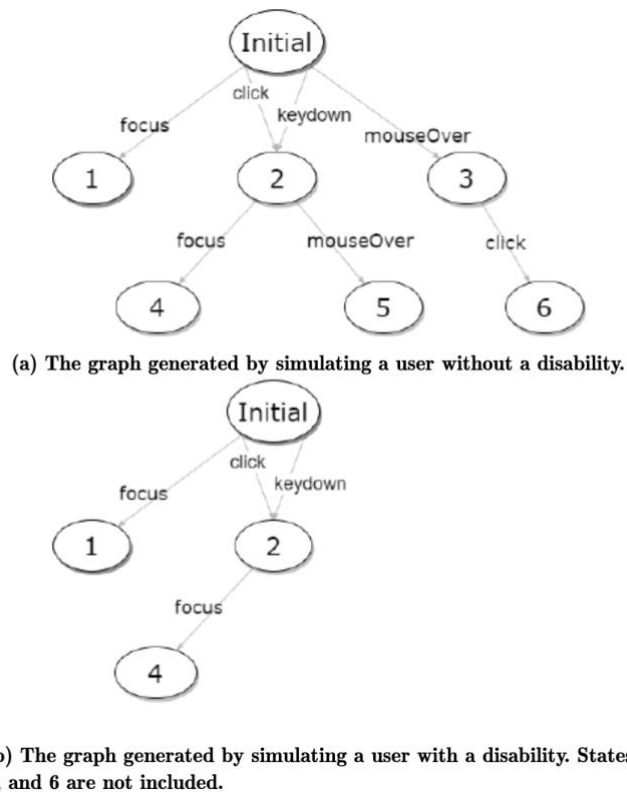 Initial
click
keydown
focus
mouseOver
1
2
3
focus
mouseOver
click
4
5
6
(a) The graph generated by simulating a user without a disability.
Initial
click
keydown
focus
1
2
focus
4
) The graph generated by simulating a user with a disability.
and 6 are not included.